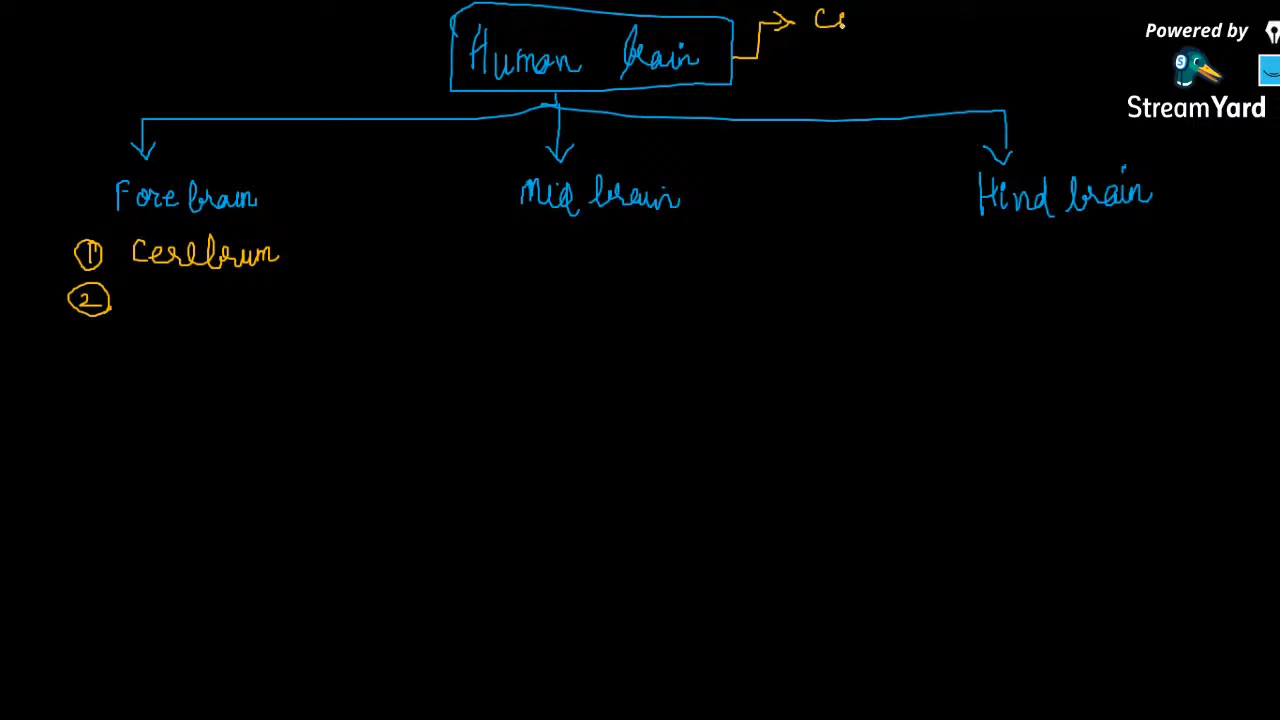 Human brain
Powered by
StreamYard
Fore brain
Mid brain
Hind brain
1 Cerebrum
2